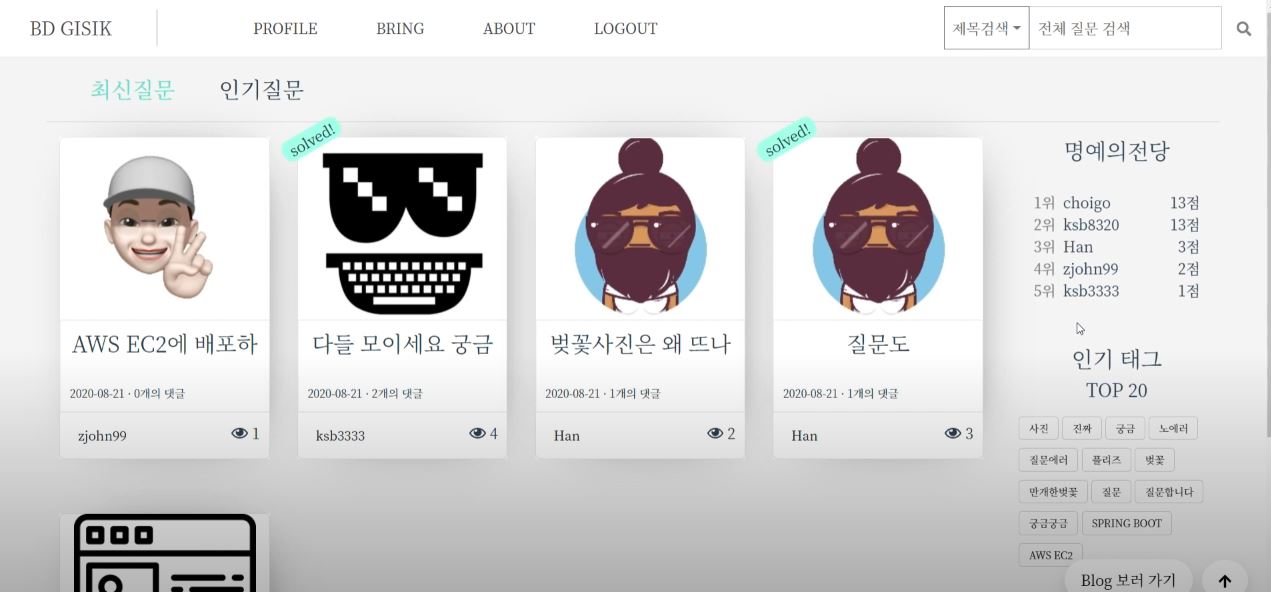 BD GISIK
PROFILE BRING ABOUT LOGOUT
제목검색 전체 질문 검색
최신질문 인기질문
solved!
solved!
AWS EC2에 배포하
2020-08-21 · 0개의 댓글
zjohn99 1
다들 모이세요 궁금
2020-08-21 · 2개의 댓글
ksb3333 4
벚꽃사진은 왜 뜨나
2020-08-21 · 1개의 댓글
Han 2
질문도
2020-08-21 · 1개의 댓글
Han 3
명예의전당
1위 choigo 13점
2위 ksb8320 13점
3위 Han 3점
4위 zjohn99 2점
5위 ksb3333 1점
인기 태그
TOP 20
사진 진짜 궁금 노에러
질문에러 플리즈 벚꽃
만개한벚꽃 질문 질문합니다
궁금궁금 SPRING BOOT
AWS EC2
Blog 보러 가기